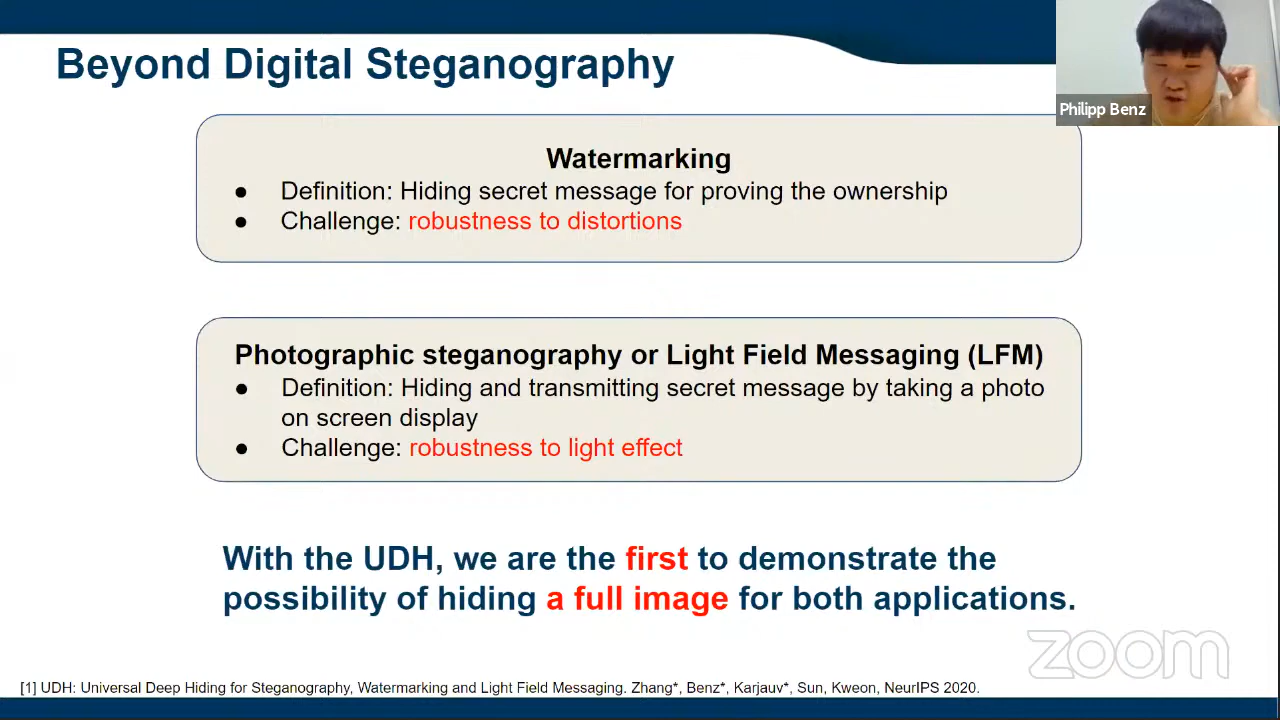 Beyond Digital Steganography
Philipp Benz
Watermarking
● Definition: Hiding secret message for proving the ownership
● Challenge: robustness to distortions
Photographic steganography or Light Field Messaging (LFM)
● Definition: Hiding and transmitting secret message by taking a photo
on screen display
● Challenge: robustness to light effect
With the UDH, we are the first to demonstrate the
possibility of hiding a full image for both applications.
zoom
[1] UDH: Universal Deep Hiding for Steganography, Watermarking and Light Field Messaging. Zhang*, Benz*, Karjauv*, Sun, Kweon, NeurIPS 2020.